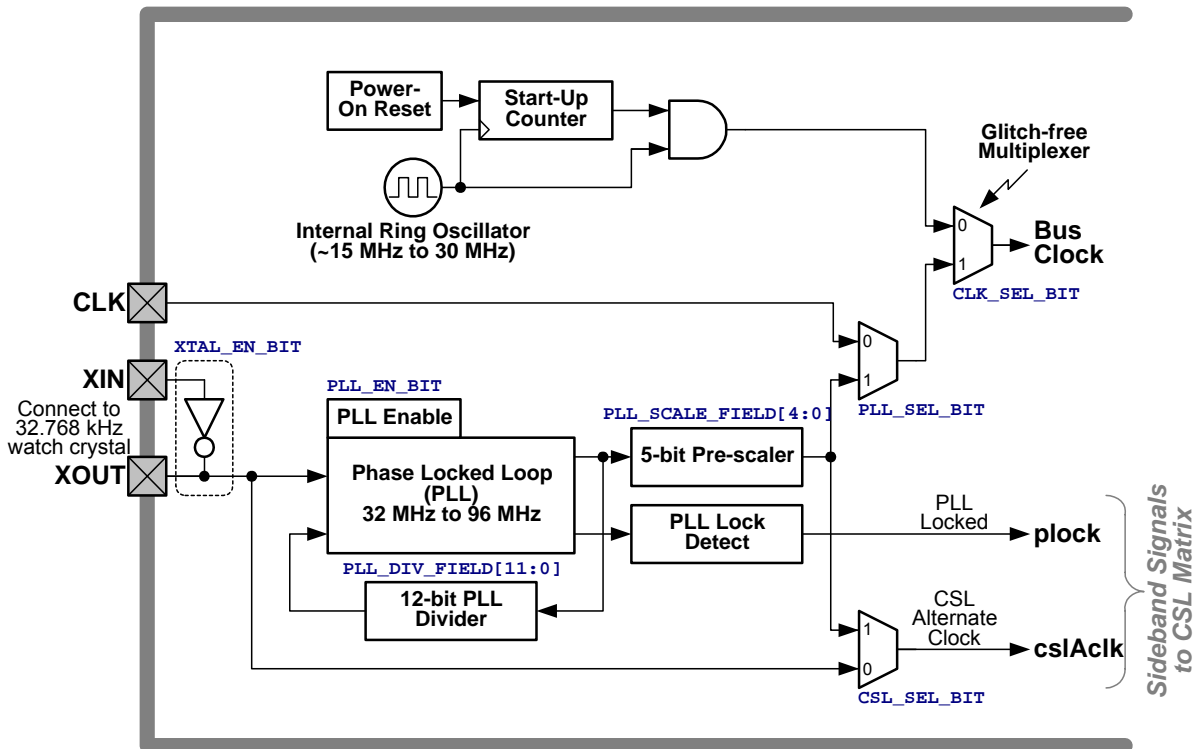 Power-
On Reset
Start-Up
Counter
Glitch-free
Multiplexer
Internal Ring Oscillator
(~15 MHz to 30 MHz)
0
1
Bus
Clock
CLK_SEL_BIT
CLK
XTAL_EN_BIT
0
1
PLL_SEL_BIT
XIN
Connect to
32.768 kHz
watch crystal
XOUT
PLL_EN_BIT
PLL Enable
Phase Locked Loop
(PLL)
32 MHz to 96 MHz
PLL_SCALE_FIELD[4:0]
5-bit Pre-scaler
PLL Lock
Detect
PLL
Locked
plock
PLL_DIV_FIELD[11:0]
12-bit PLL
Divider
1
0
CSL
Alternate
Clock
cslAclk
CSL_SEL_BIT
Sideband Signals
to CSL Matrix